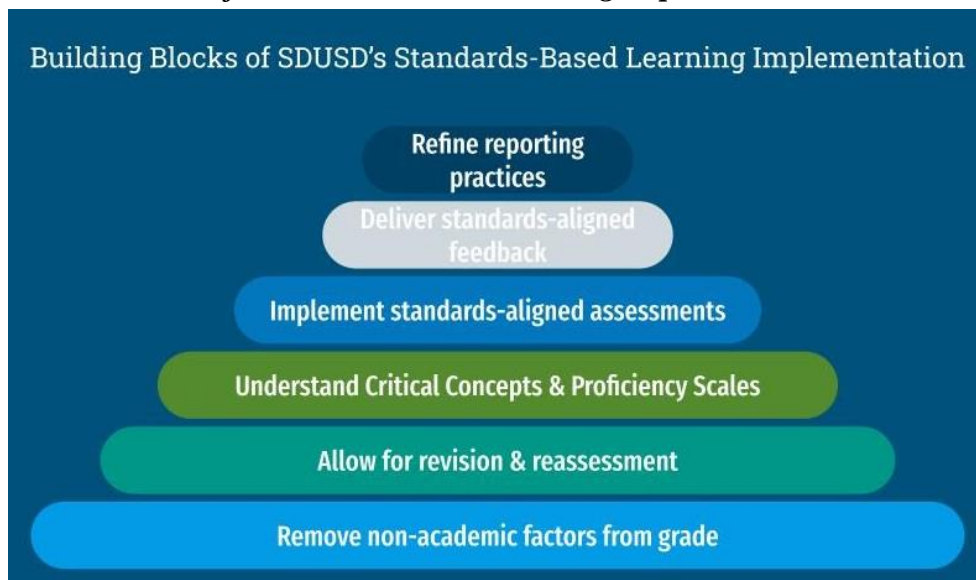 Building Blocks of SDUSD's Standards-Based Learning Implementation
Refine reporting
practices
Deliver standards-aligned
feedback
Implement standards-aligned assessments
Understand Critical Concepts & Proficiency Scales
Allow for revision & reassessment
Remove non-academic factors from grade